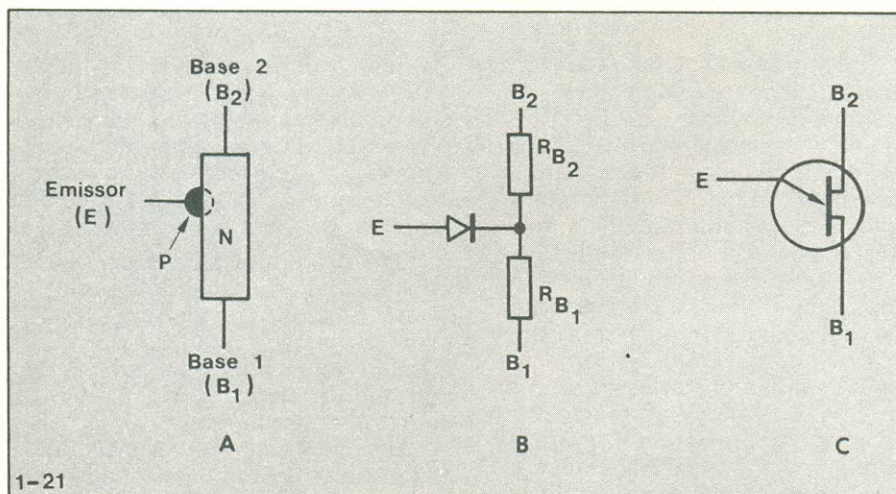 Base 2
(B2)
Emissor
(E)
P
N
Base 1
(B1)
A
B2
RB2
E
RB1
B1
B
B2
E
B1
C
1-21